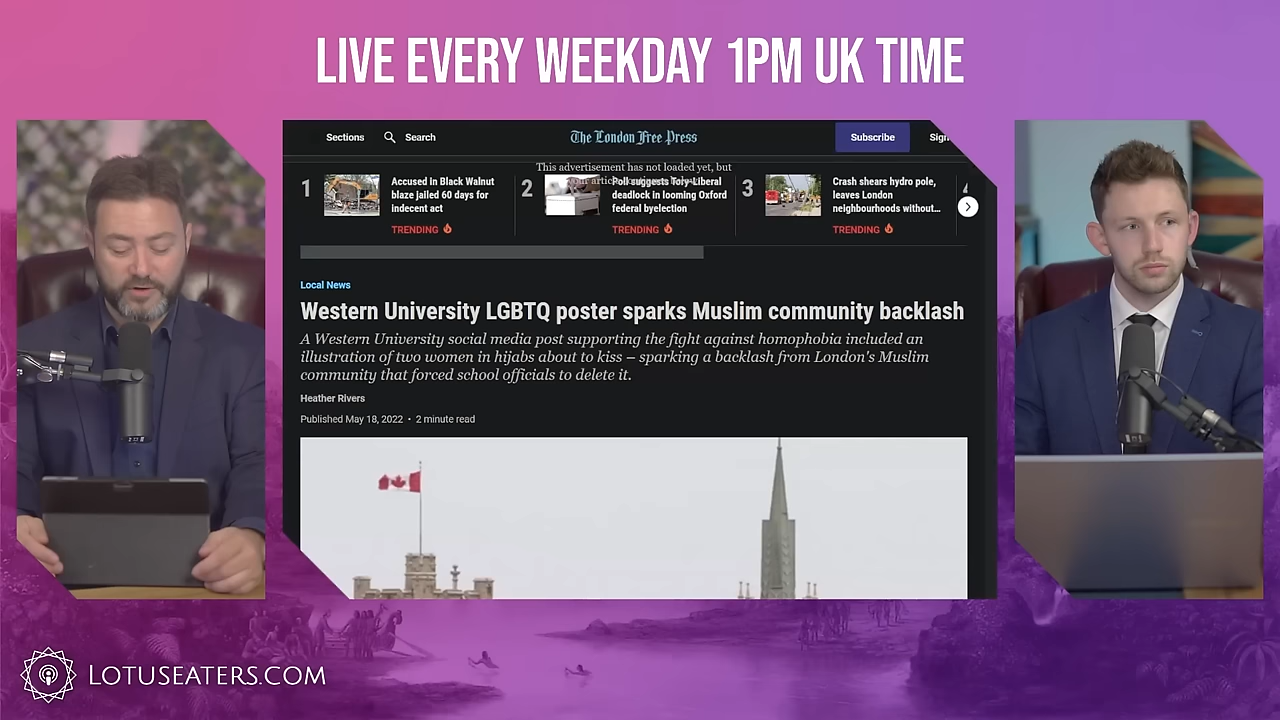 LIVE EVERY WEEKDAY 1PM UK TIME
Sections
Search
The London Free Press
Subscribe
Sign
This advertisement has not loaded yet, but
1
Accused in Black Walnut
blaze jailed 60 days for
indecent act
TRENDING
2
Poll suggests Tory-Liberal
deadlock in looming Oxford
federal byelection
TRENDING
3
Crash shears hydro pole,
leaves London
neighbourhoods without...
TRENDING
Local News
Western University LGBTQ poster sparks Muslim community backlash
A Western University social media post supporting the fight against homophobia included an
illustration of two women in hijabs about to kiss – sparking a backlash from London's Muslim
community that forced school officials to delete it.
Heather Rivers
Published May 18, 2022 • 2 minute read
LOTUSEATERS.COM